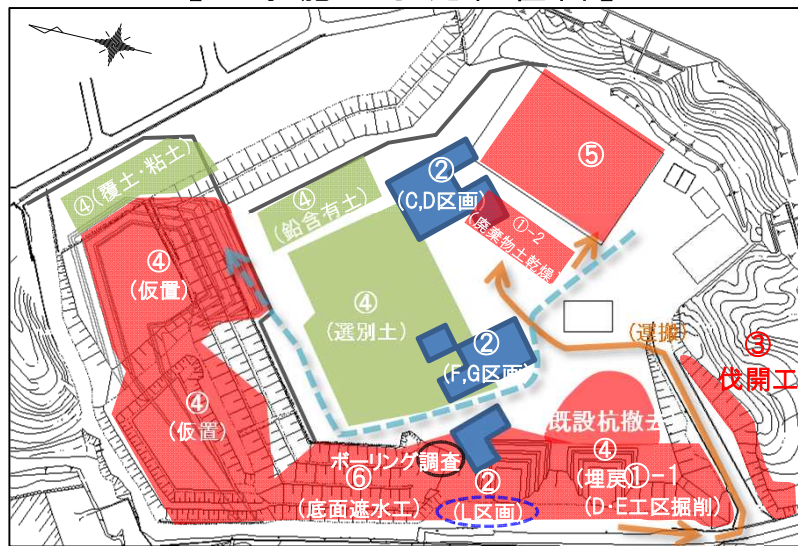 ④(覆土・粘土)
④
(鉛含有土)
②
(C,D区画)
⑤
①-2
(廃棄物土乾燥)
④
(仮置)
④
(選別土)
②
(F,G区画)
(運搬)
③
伐開工
④
(仮置)
既設杭撤去
ボーリング調査
⑥
(底面遮水工)
②
(L区画)
④
(埋戻)
①-1
(D・E工区掘削)